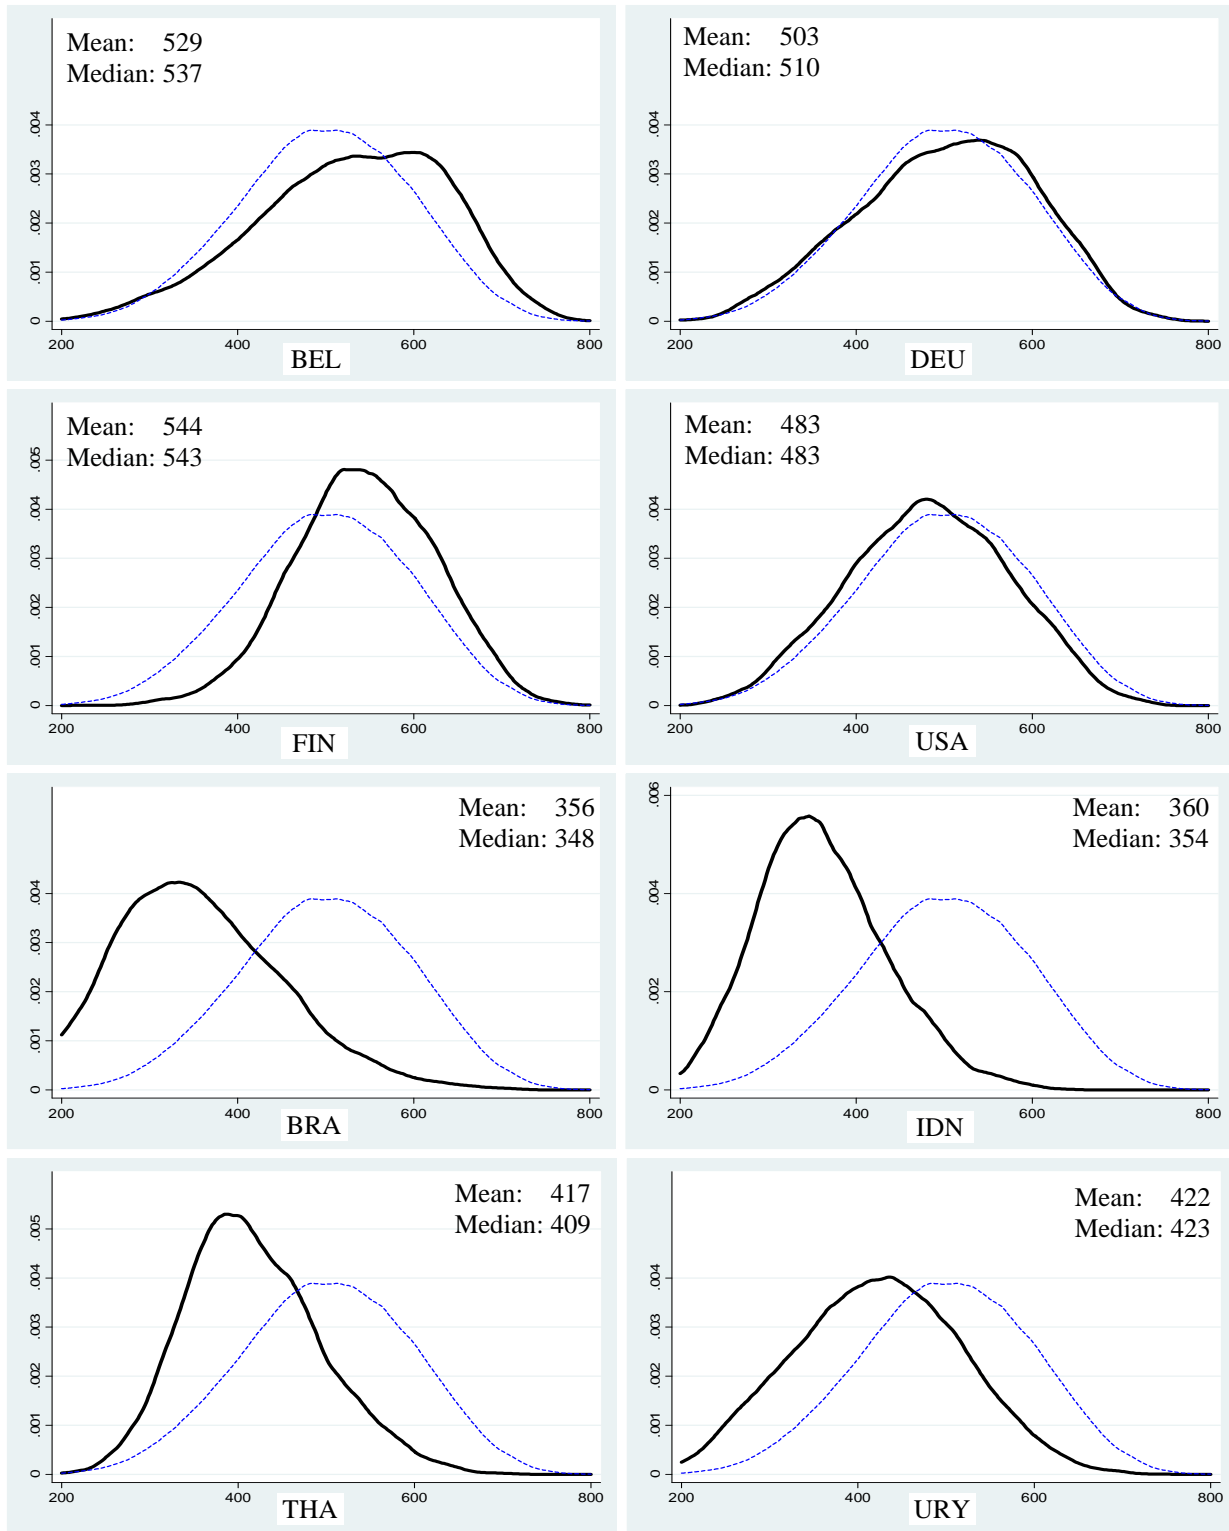 Mean: 529
Median: 537
.004
.003
.002
.001
0
200 400 600 800
BEL
Mean: 503
Median: 510
.004
.003
.002
.001
0
200 400 600 800
DEU
Mean: 544
Median: 543
.005
.004
.003
.002
.001
0
200 400 600 800
FIN
Mean: 483
Median: 483
.004
.003
.002
.001
0
200 400 600 800
USA
Mean: 356
Median: 348
.004
.003
.002
.001
0
200 400 600 800
BRA
Mean: 360
Median: 354
.006
.004
.002
0
200 400 600 800
IDN
Mean: 417
Median: 409
.005
.004
.003
.002
.001
0
200 400 600 800
THA
Mean: 422
Median: 423
.004
.003
.002
.001
0
200 400 600 800
URY